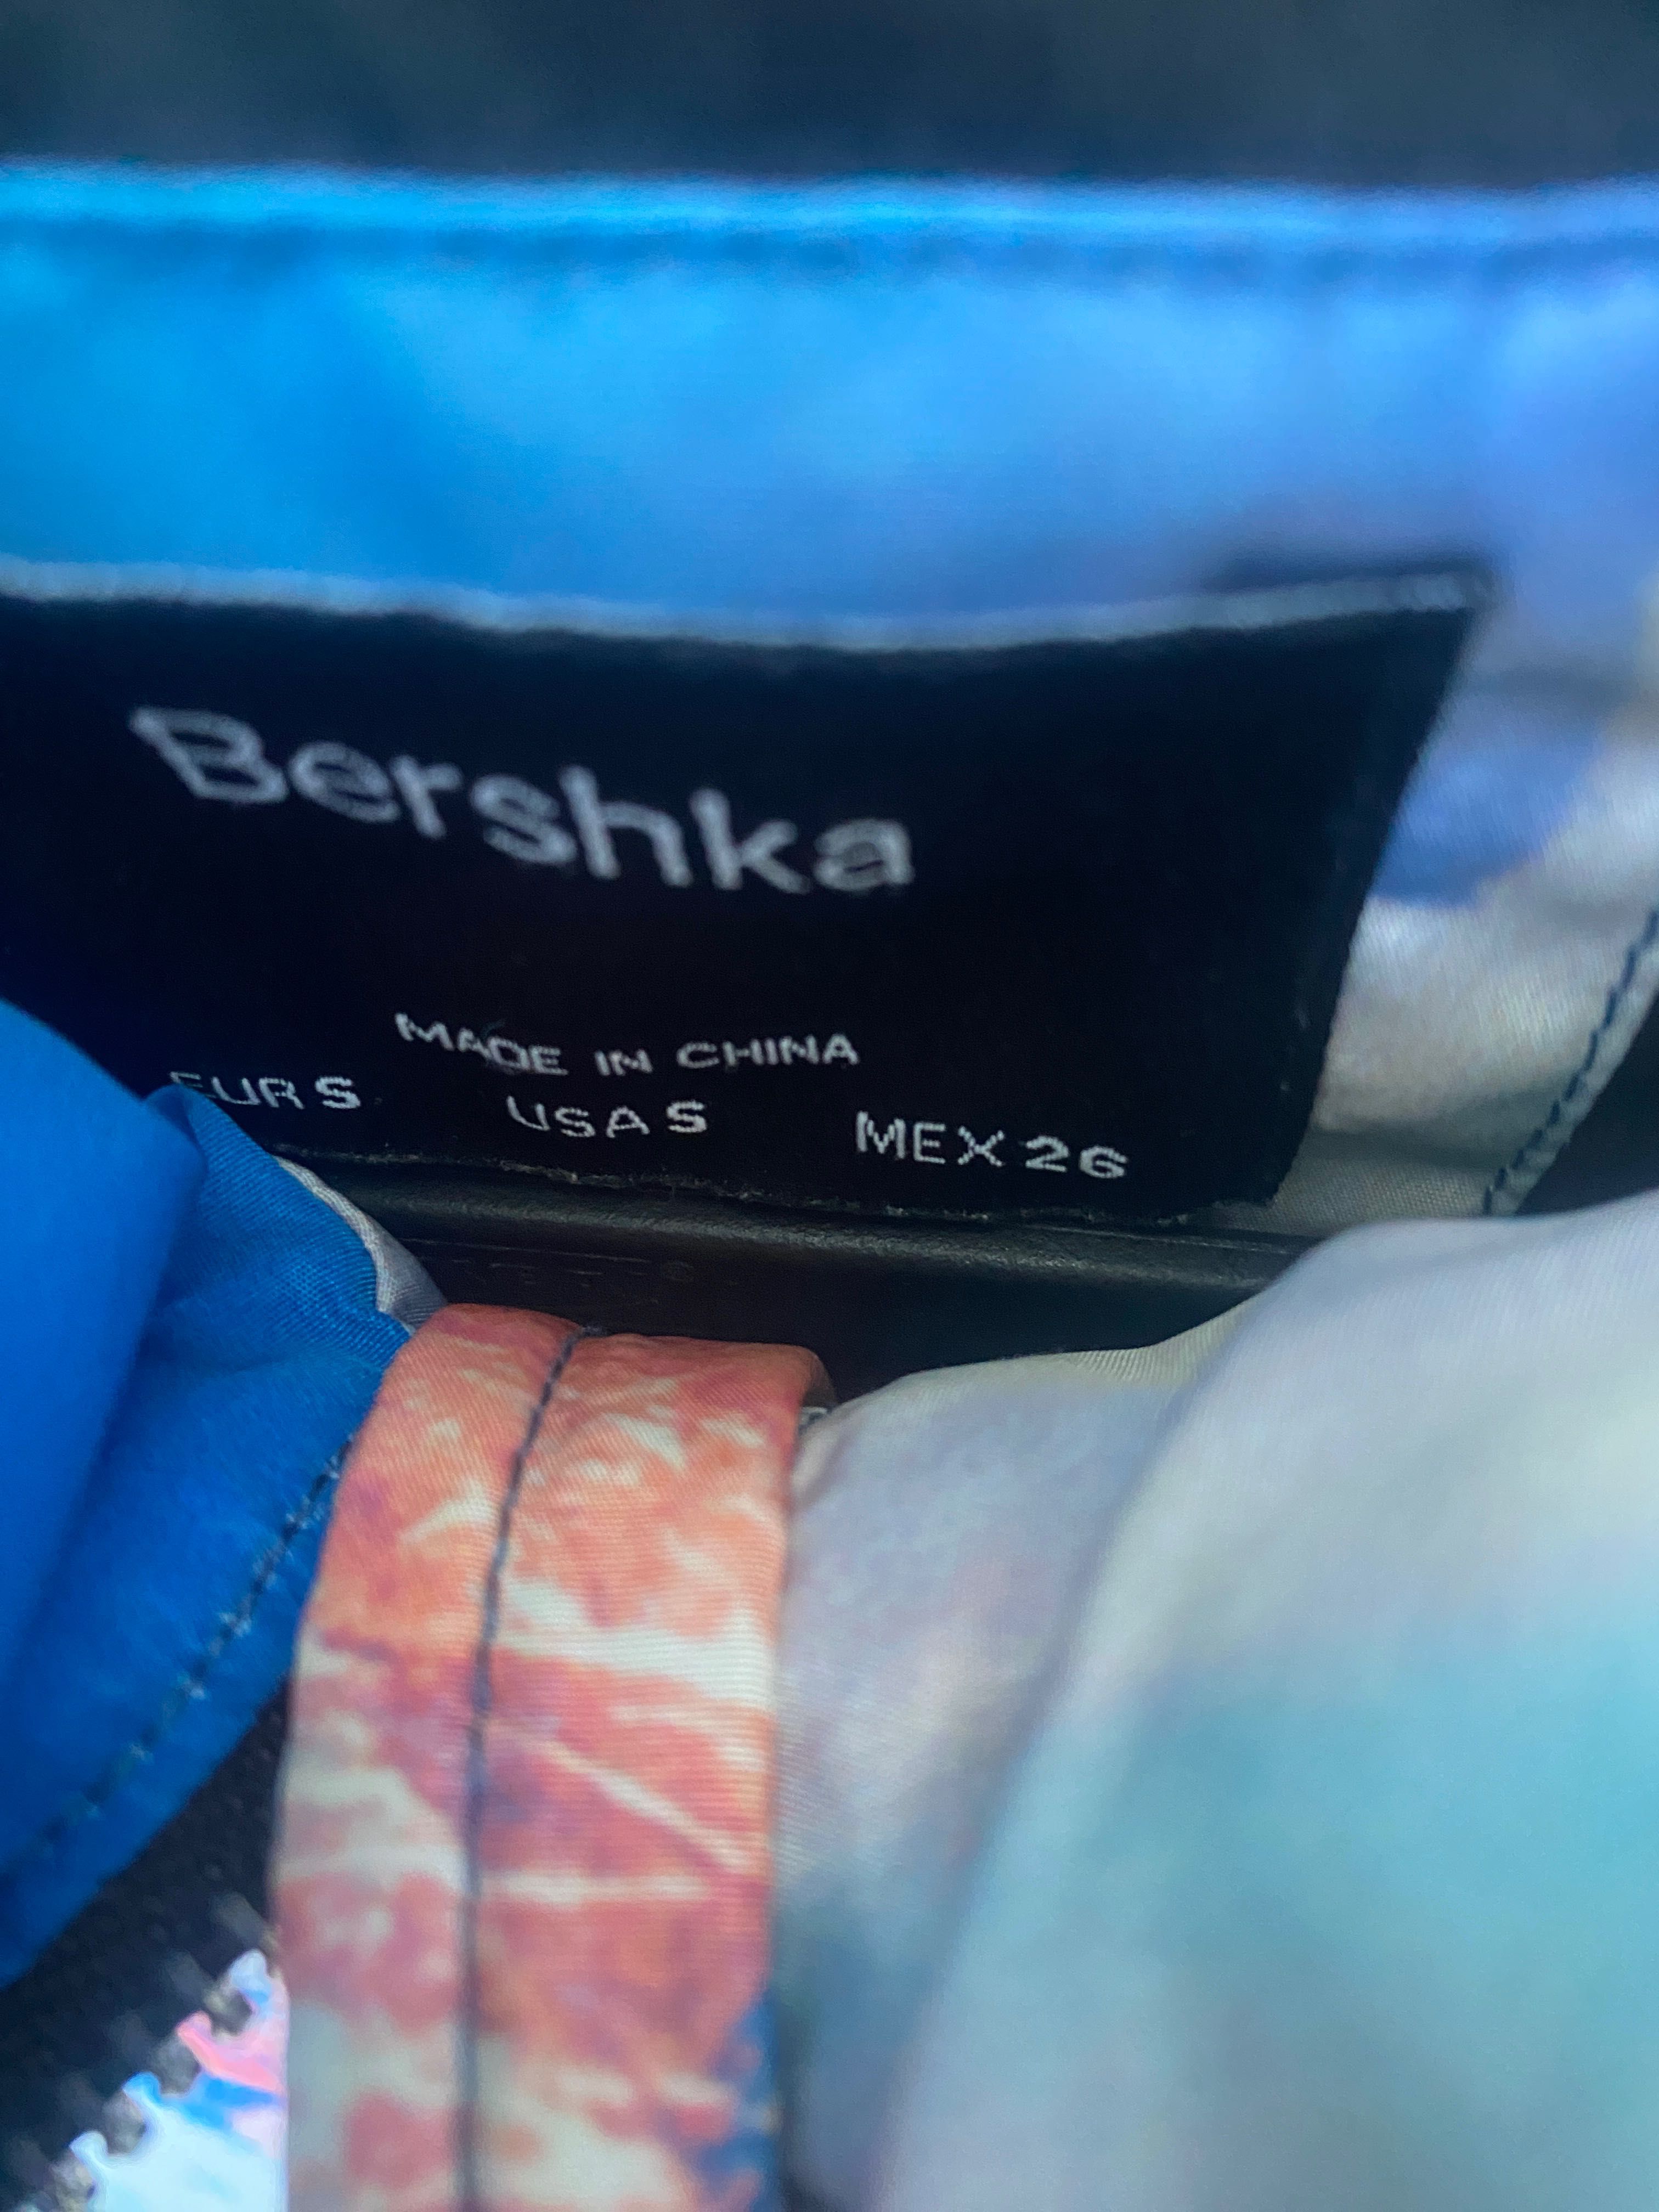 Bershka
MADE IN CHINA
EUR S USA S MEX 26